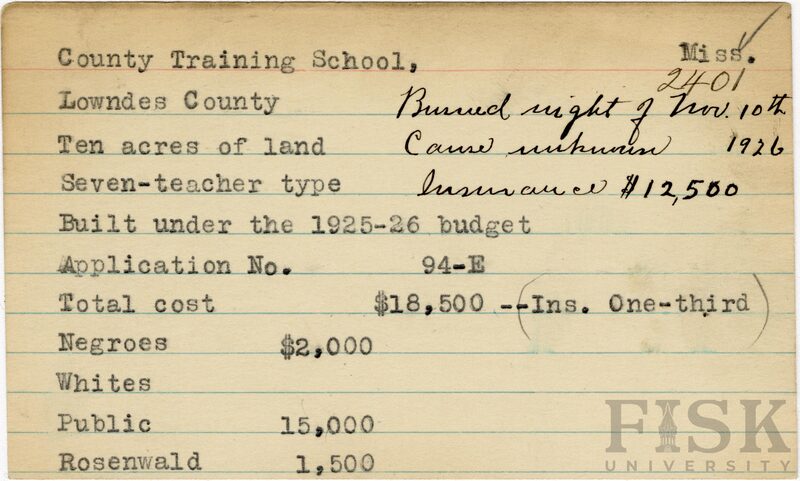 County Training School, Miss.
2401
Lowndes County Burned night of Nov. 10th
Ten acres of land Cause unknown 1926
Seven-teacher type Insurance $12,500
Built under the 1925-26 budget
Application No. 94-E
Total cost $18,500 --(Ins. One-third)
Negroes $2,000
Whites
Public 15,000
Rosenwald 1,500
FISK
UNIVERSITY